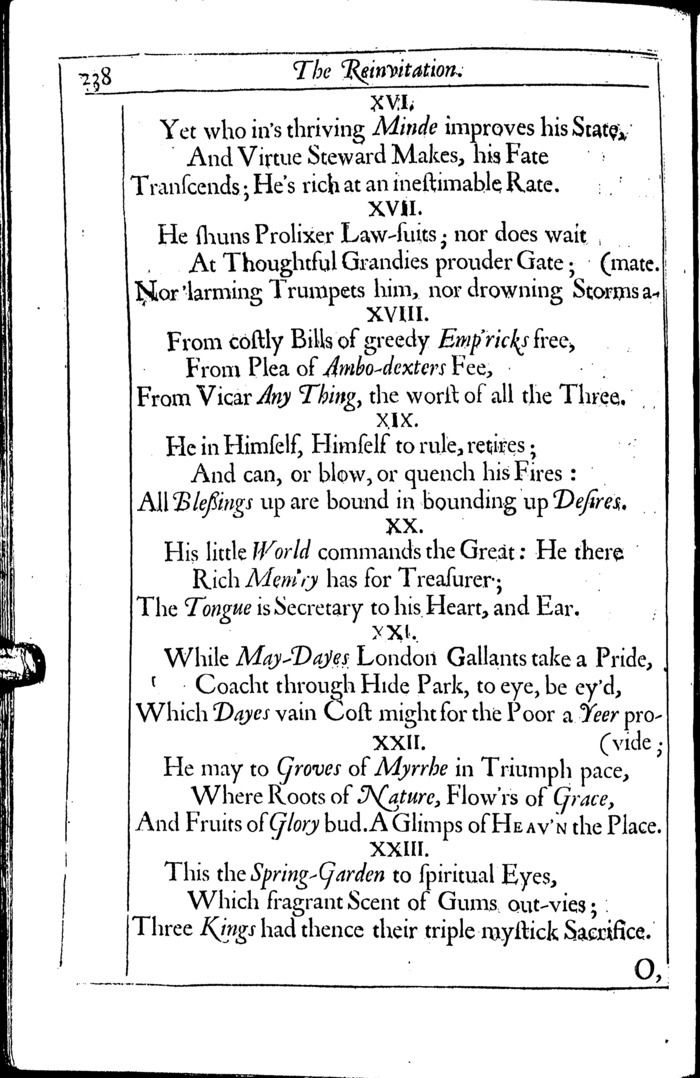 238
The Reinvitation.
XVI.
Yet who in's thriving Minde improves his State,
And Virtue Steward Makes, his Fate
Tranſcends; He's rich at an ineſtimable Rate.
XVII.
He ſhuns Prolixer Law-ſuits; nor does wait
At Thoughtful Grandies prouder Gate; (mate.
Nor 'larming Trumpets him, nor drowning Storms a-
XVIII.
From coſtly Bills of greedy Emp'ricks free,
From Plea of Ambo-dexters Fee,
From Vicar Any Thing, the worſt of all the Three.
XIX.
He in Himſelf, Himſelf to rule, retires;
And can, or blow, or quench his Fires:
All Bleßings up are bound in bounding up Deſires.
XX.
His little World commands the Great: He there
Rich Mem'ry has for Treaſurer;
The Tongue is Secretary to his Heart, and Ear.
XXI.
While May-Dayes London Gallants take a Pride,
Coacht through Hide Park, to eye, be ey'd,
Which Dayes vain Coſt might for the Poor a Yeer pro-
XXII. (vide;
He may to Groves of Myrrhe in Triumph pace,
Where Roots of Nature, Flow'rs of Grace,
And Fruits of Glory bud. A Glimps of HEAV'N the Place.
XXIII.
This the Spring-Garden to ſpiritual Eyes,
Which fragrant Scent of Gums out-vies;
Three Kings had thence their triple myſtick Sacrifice.
O,